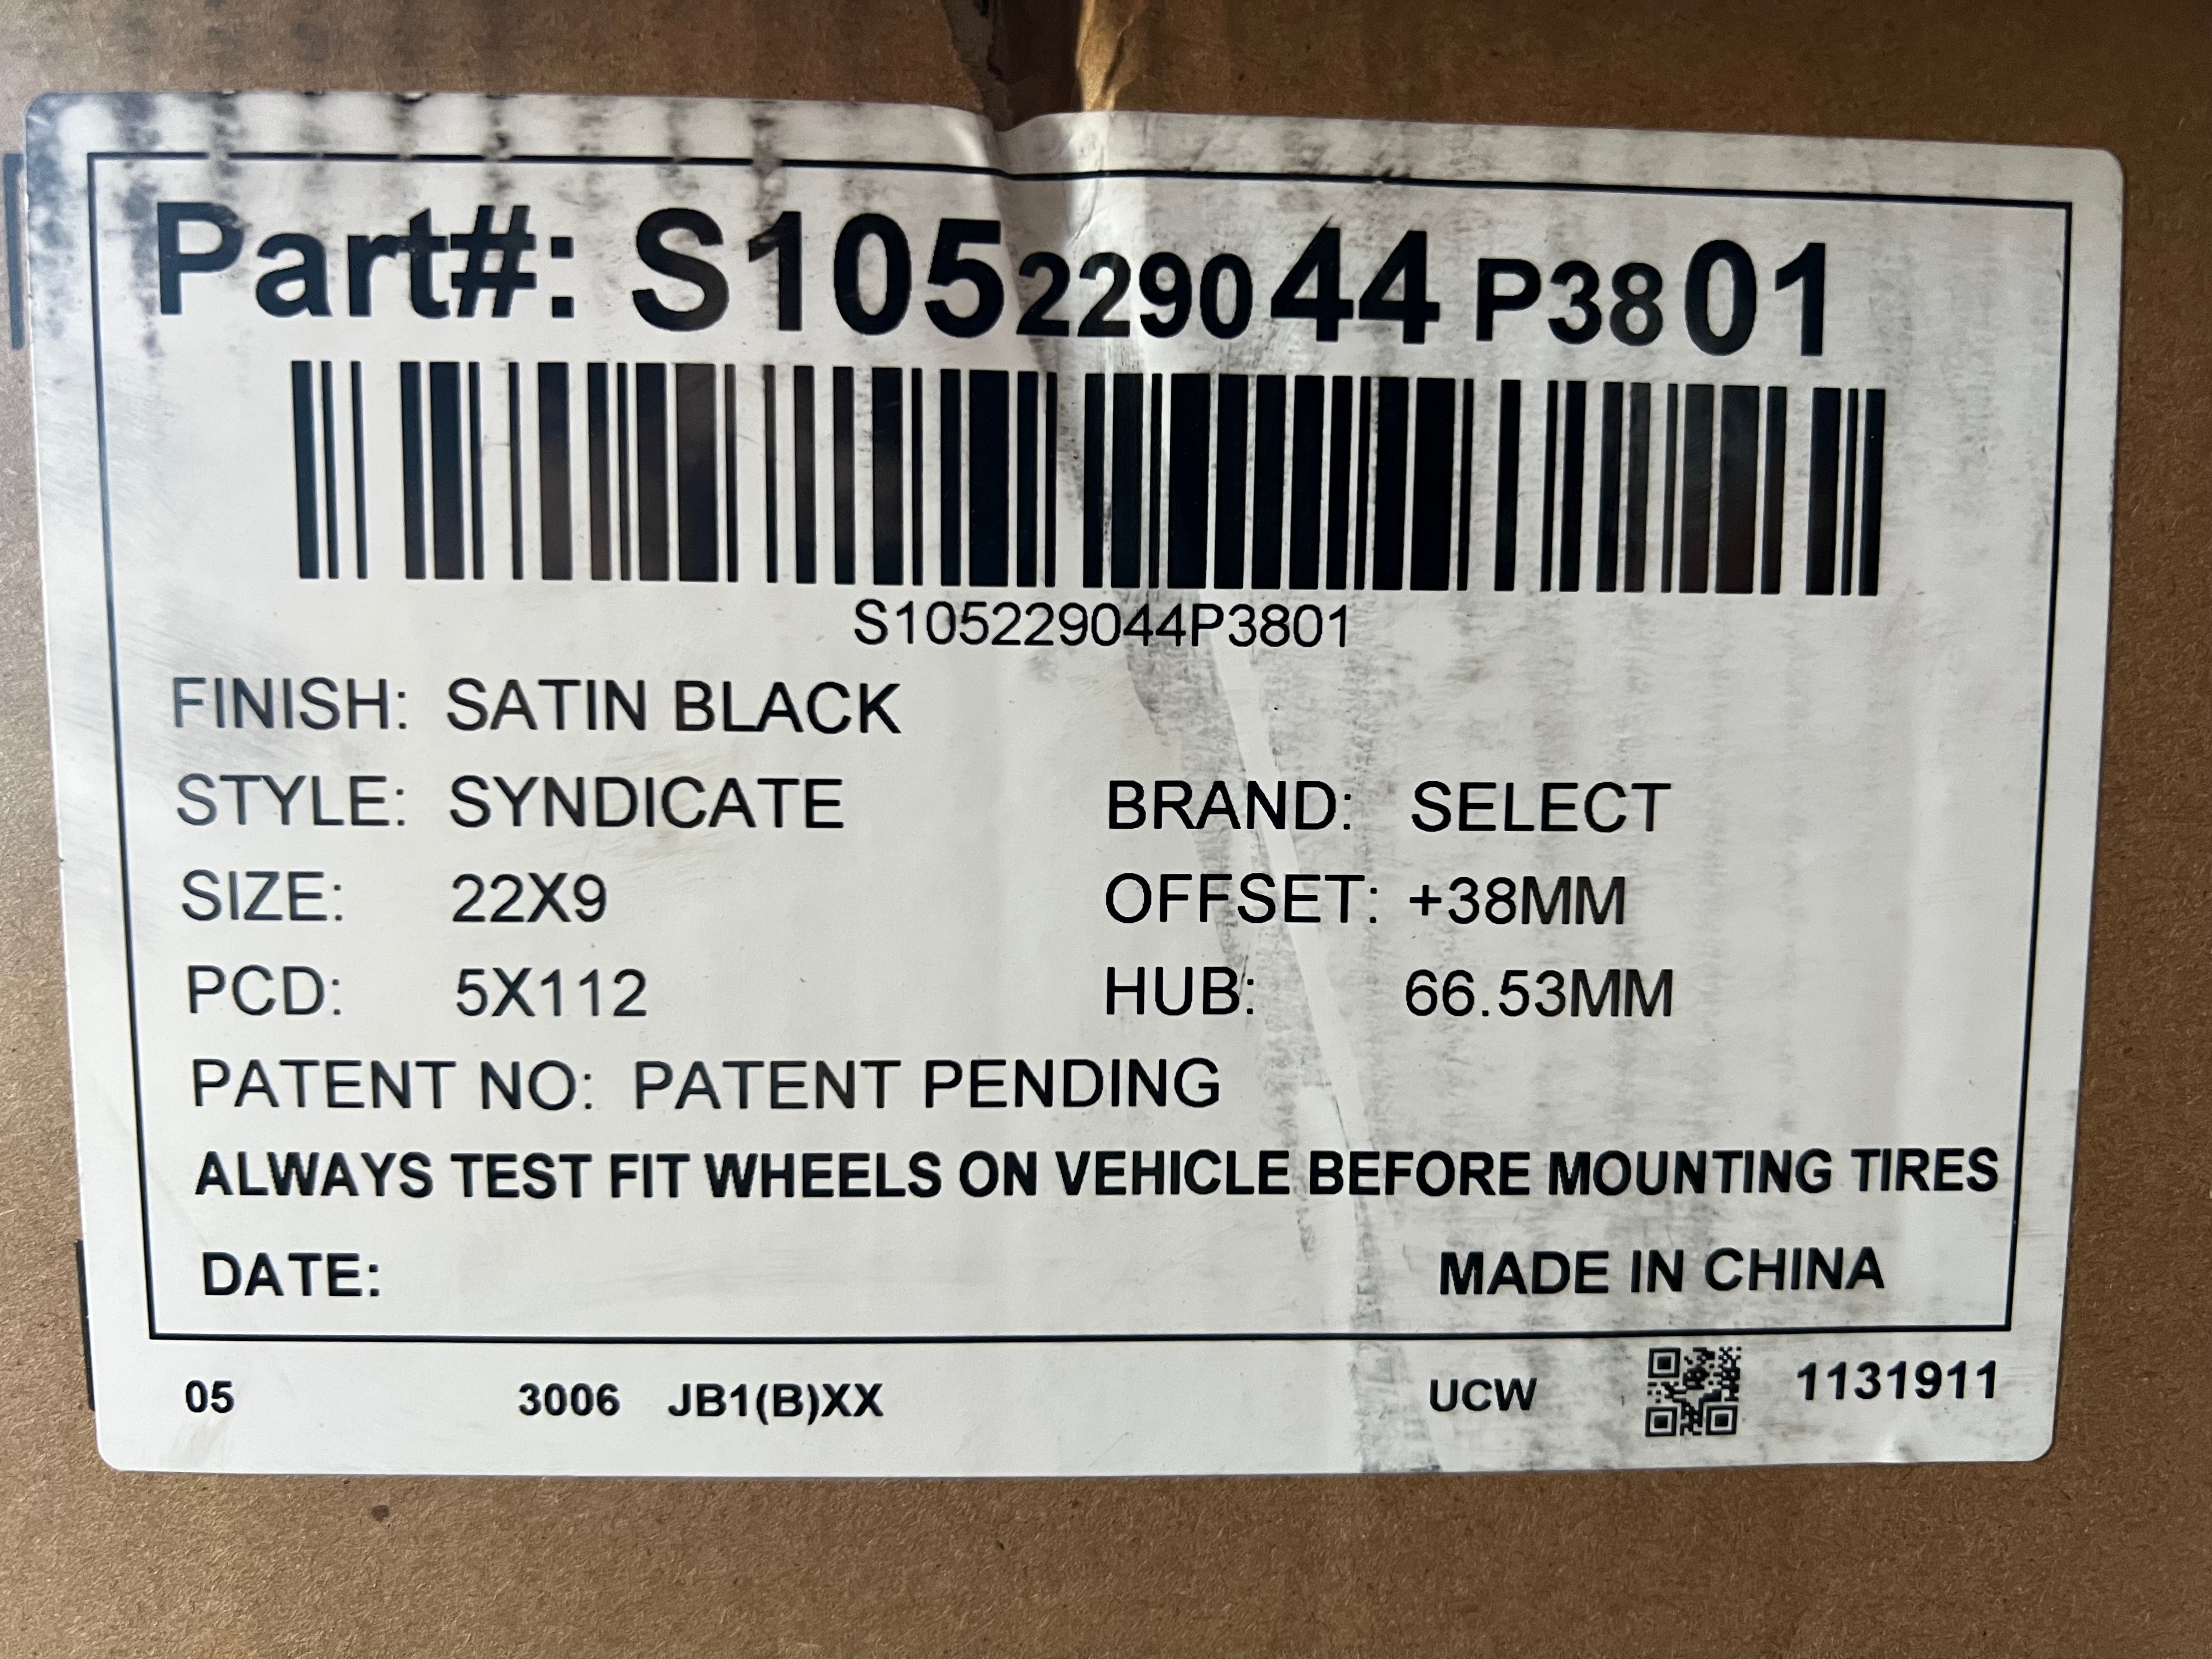 Part#: S105229044P3801
S105229044P3801
FINISH: SATIN BLACK
STYLE: SYNDICATE BRAND: SELECT
SIZE: 22X9 OFFSET: +38MM
PCD: 5X112 HUB: 66.53MM
PATENT NO: PATENT PENDING
ALWAYS TEST FIT WHEELS ON VEHICLE BEFORE MOUNTING TIRES
DATE: MADE IN CHINA
05 3006 JB1(B)XX UCW 1131911